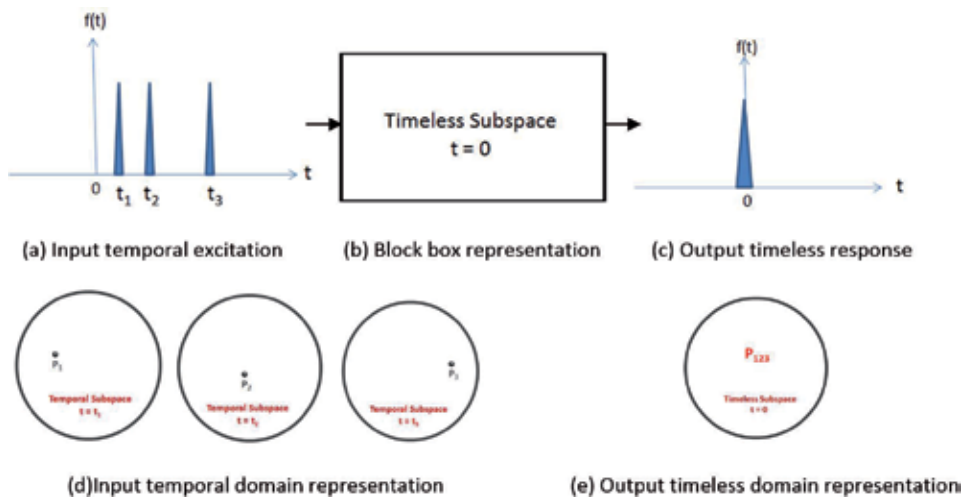 f(t)
0
t1
t2
t3
t
(a) Input temporal excitation
Timeless Subspace
t = 0
(b) Block box representation
f(t)
0
t
(c) Output timeless response
P1
Temporal Subspace
t = t1
P2
Temporal Subspace
t = t2
P3
Temporal Subspace
t = t3
(d)Input temporal domain representation
P123
Timeless Subspace
t = 0
(e) Output timeless domain representation